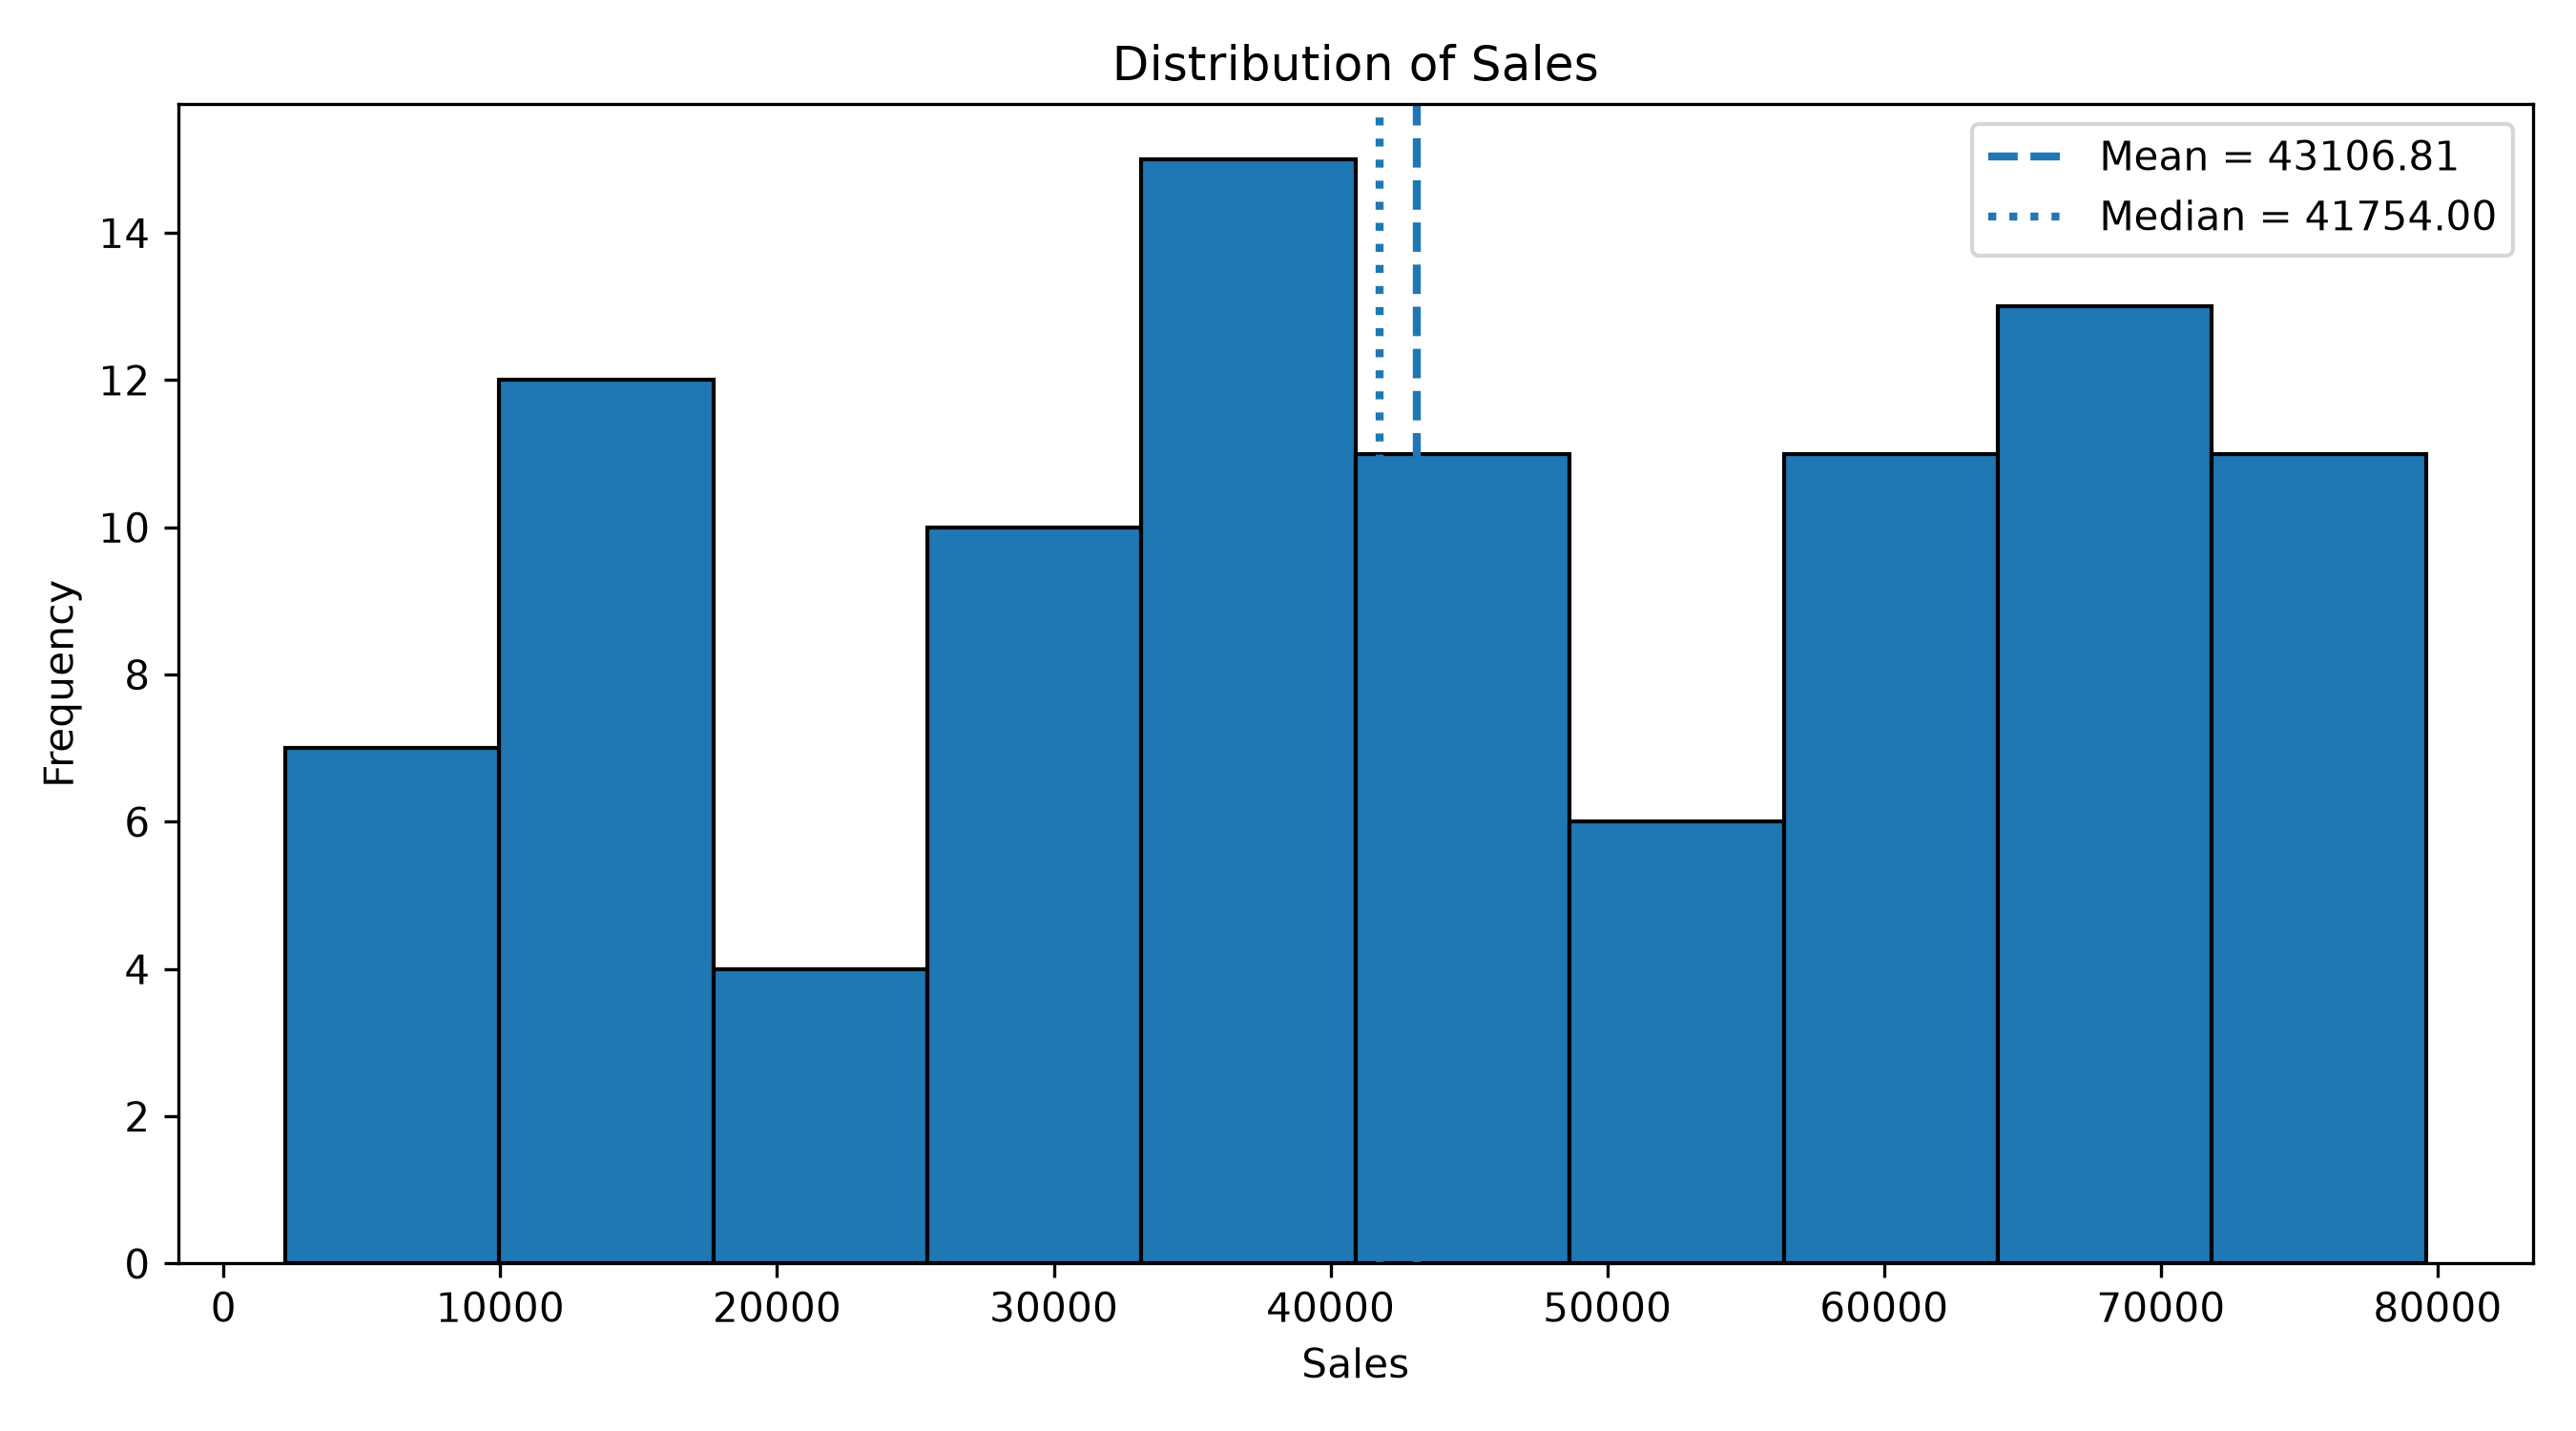 Distribution of Sales
Mean = 43106.81
Median = 41754.00
Frequency
14
12
10
8
6
4
2
0
0 10000 20000 30000 40000 50000 60000 70000 80000
Sales